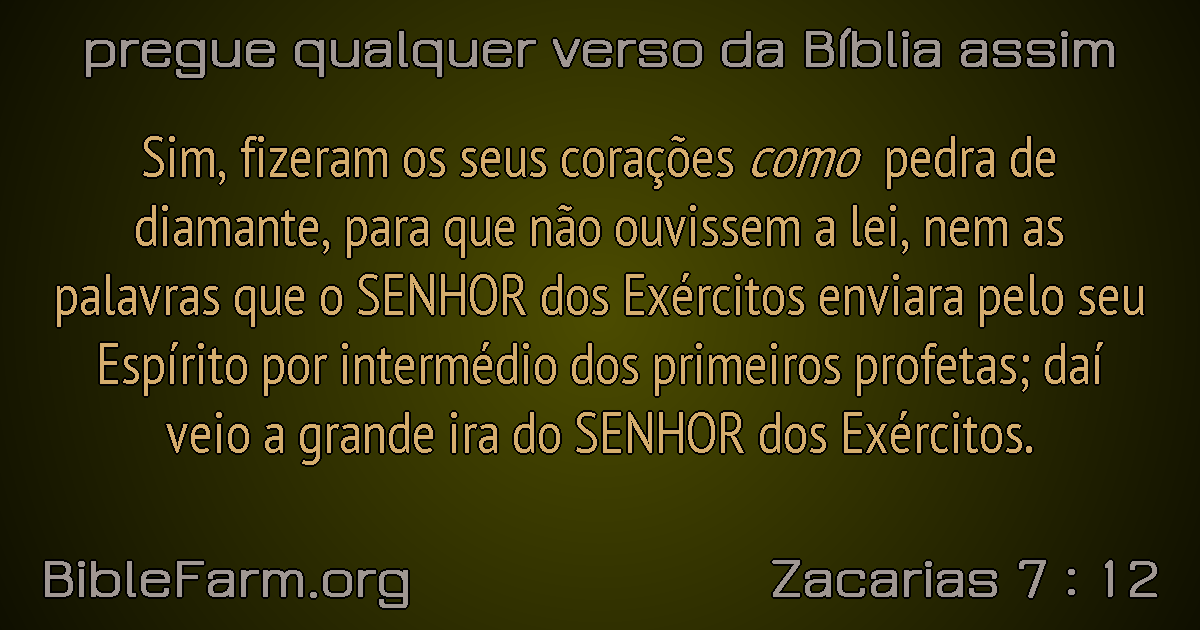 pregue qualquer verso da Bíblia assim
Sim, fizeram os seus corações como pedra de
diamante, para que não ouvissem a lei, nem as
palavras que o SENHOR dos Exércitos enviara pelo seu
Espírito por intermédio dos primeiros profetas; daí
veio a grande ira do SENHOR dos Exércitos.
BibleFarm.org
Zacarias 7 : 12